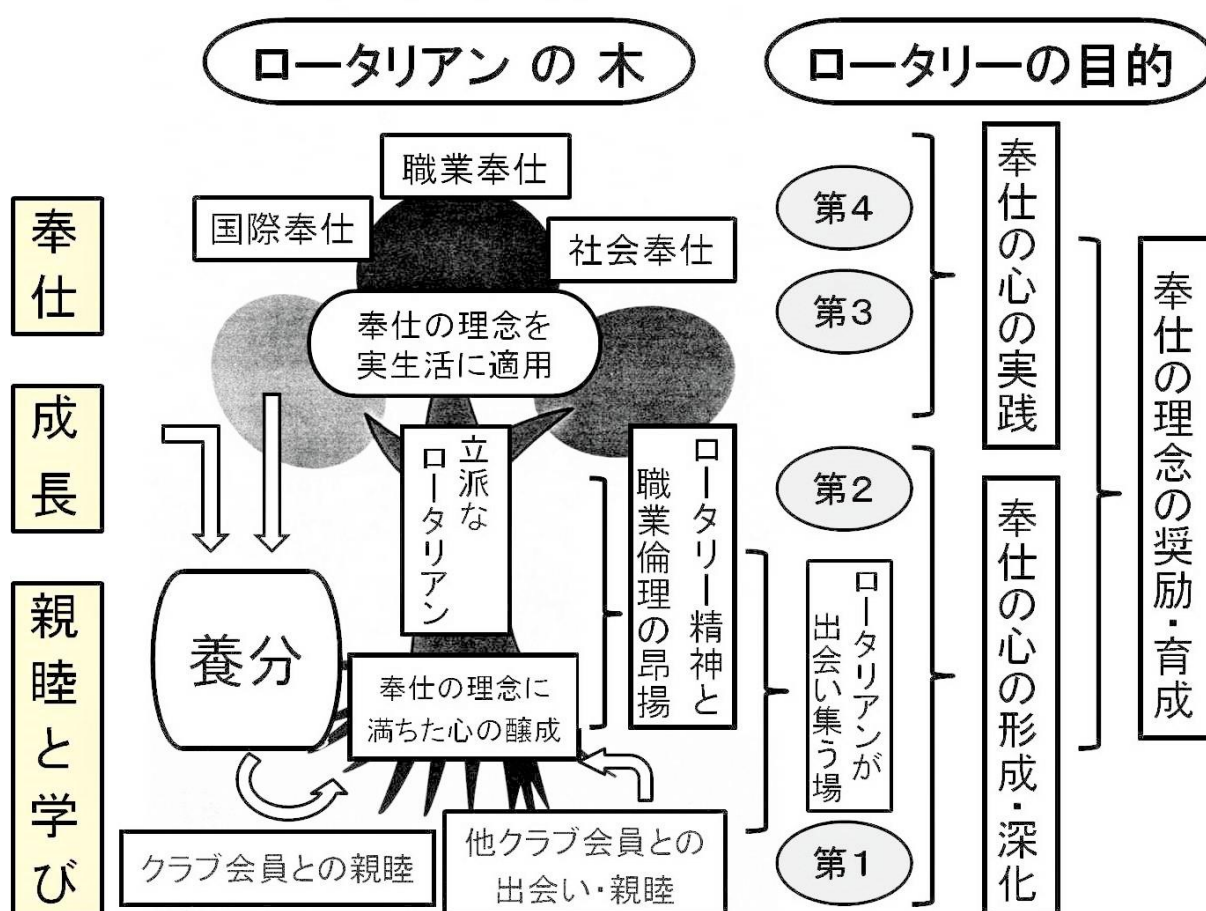 ロータリアン の 木
ロータリーの目的
奉仕
成長
親睦と学び
職業奉仕
国際奉仕
社会奉仕
奉仕の理念を
実生活に適用
立派な
ロータリアン
ロータリー精神と
職業倫理の昂揚
養分
奉仕の理念に
満ちた心の醸成
クラブ会員との親睦
他クラブ会員との
出会い・親睦
第4
第3
第2
第1
ロータリアンが
出会い集う場
奉仕の心の実践
奉仕の心の形成・深化
奉仕の理念の奨励・育成